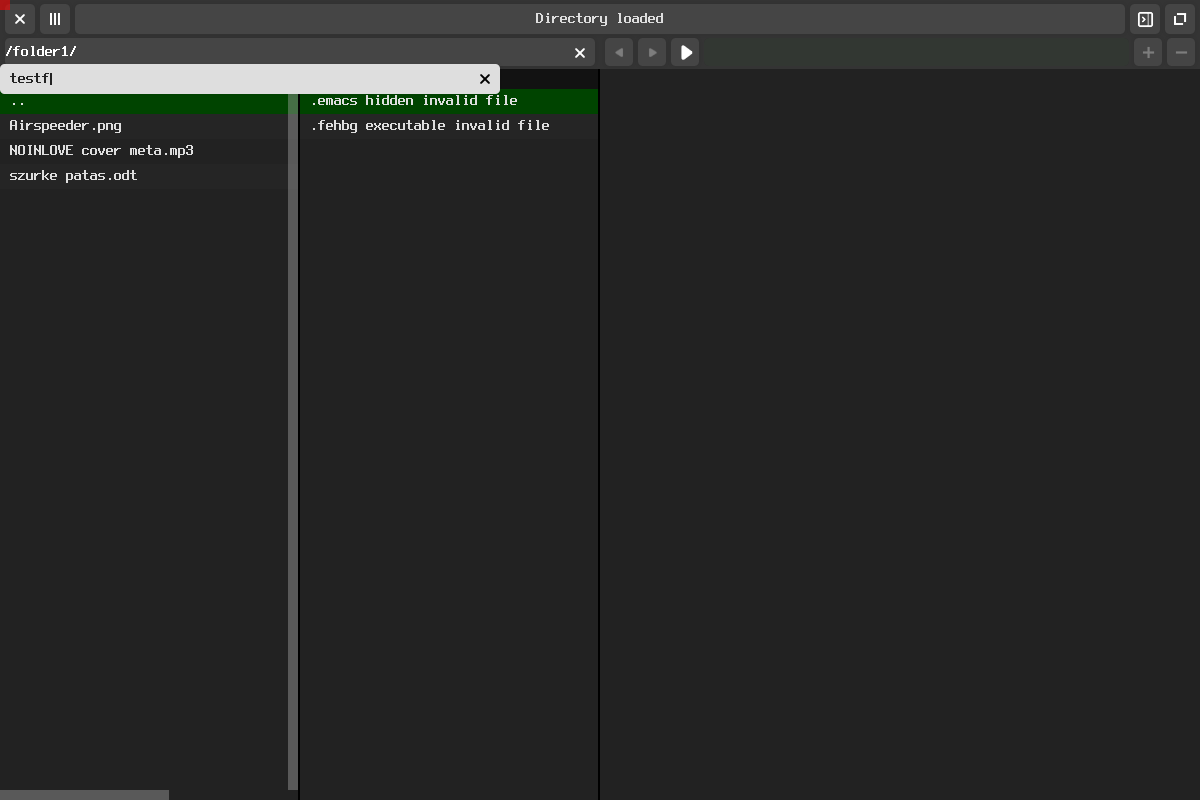 Directory loaded
/folder1/
testf
..
Airspeeder.png
NOINLOVE cover meta.mp3
szurke patas.odt
.emacs hidden invalid file
.fehbg executable invalid file